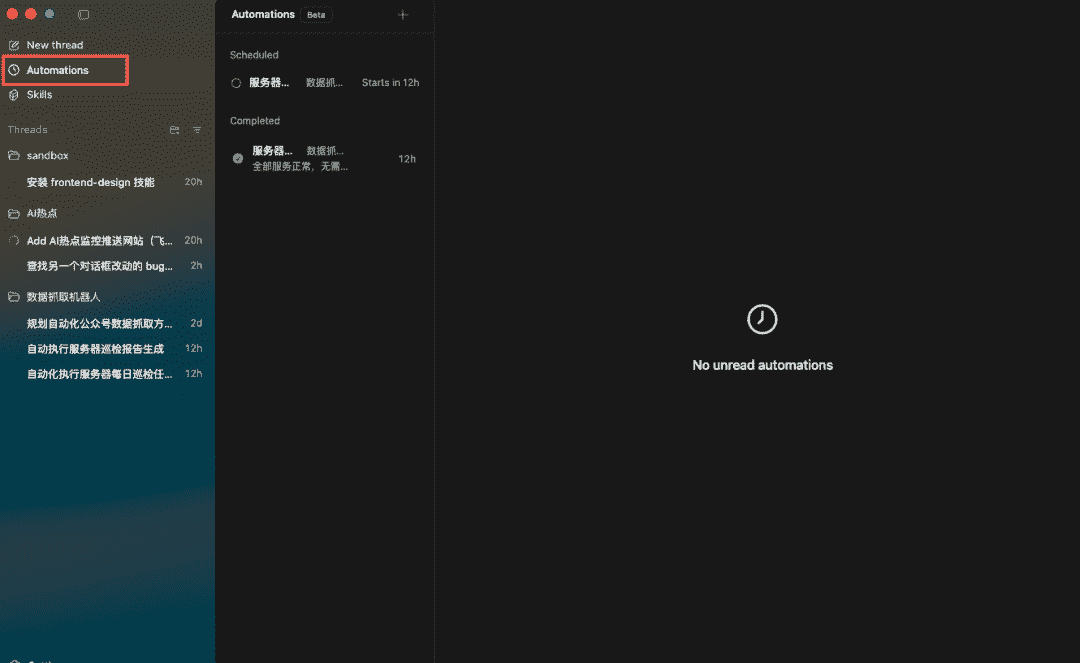 Automations Beta
New thread
Automations
Skills
Threads
sandbox
安装 frontend-design 技能 20h
AI热点
Add AI热点监控推送网站（飞... 20h
查找另一个对话框改动的 bug... 2h
数据抓取机器人
规划自动化公众号数据抓取方... 2d
自动执行服务器巡检报告生成 12h
自动化执行服务器每日巡检任... 12h
Scheduled
服务器... 数据抓... Starts in 12h
Completed
服务器... 数据抓...
全部服务正常，无需... 12h
No unread automations